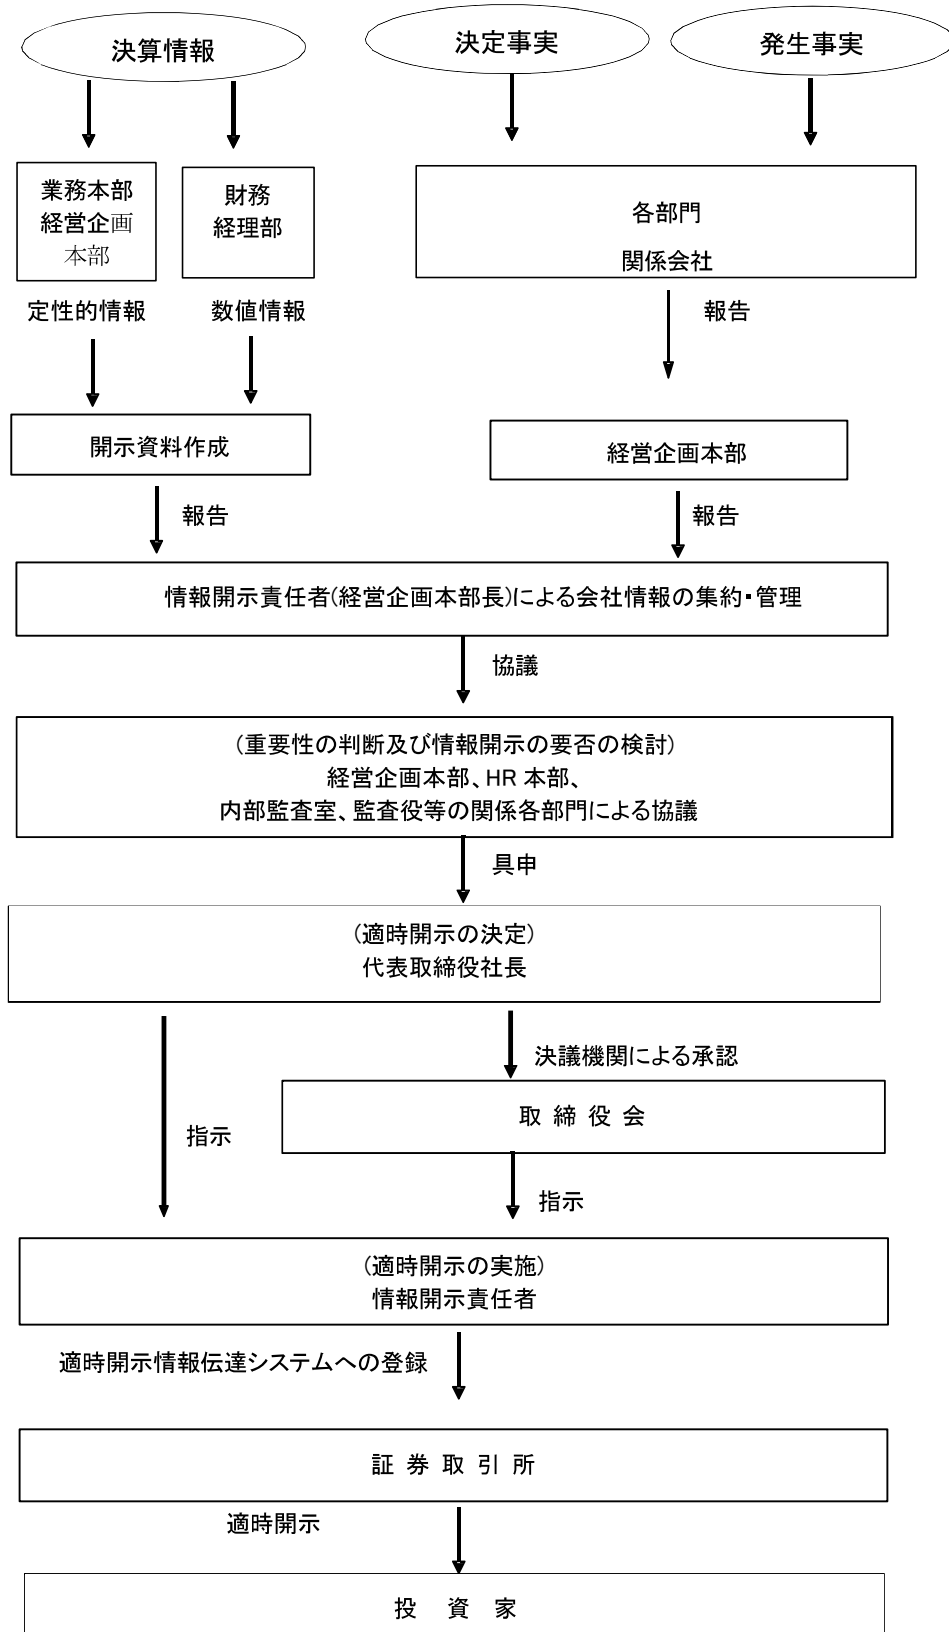 決算情報
決定事実
発生事実
業務本部
経営企画
本部
財務
経理部
各部門
関係会社
定性的情報
数値情報
報告
開示資料作成
経営企画本部
報告
報告
情報開示責任者(経営企画本部長)による会社情報の集約・管理
協議
(重要性の判断及び情報開示の要否の検討)
経営企画本部、HR 本部、
内部監査室、監査役等の関係各部門による協議
具申
(適時開示の決定)
代表取締役社長
決議機関による承認
取 締 役 会
指示
指示
(適時開示の実施)
情報開示責任者
適時開示情報伝達システムへの登録
証 券 取 引 所
適時開示
投 資 家